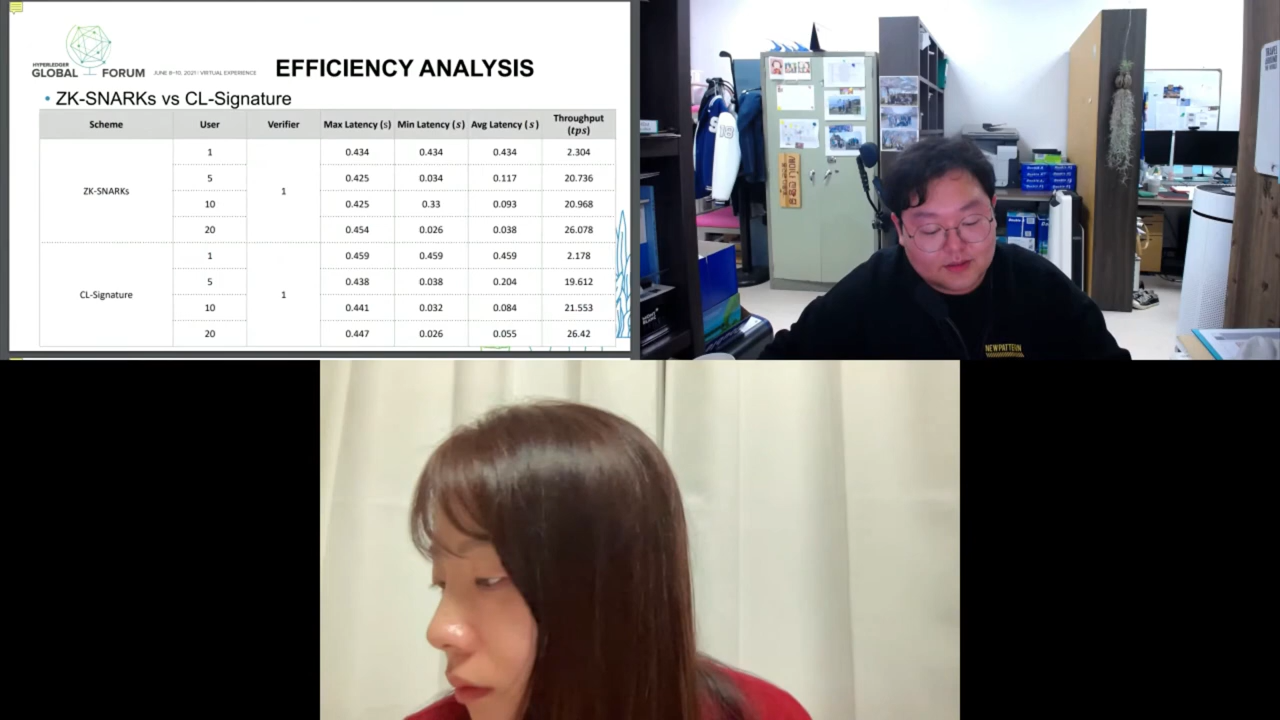 HYPERLEDGER
GLOBAL FORUM
JUNE 8-10, 2021 | VIRTUAL EXPERIENCE
EFFICIENCY ANALYSIS
• ZK-SNARKs vs CL-Signature
Scheme User Verifier Max Latency (s) Min Latency (s) Avg Latency (s) Throughput (tps)
ZK-SNARKs 1 1 0.434 0.434 0.434 2.304
5 0.425 0.034 0.117 20.736
10 0.425 0.33 0.093 20.968
20 0.454 0.026 0.038 26.078
CL-Signature 1 1 0.459 0.459 0.459 2.178
5 0.438 0.038 0.204 19.612
10 0.441 0.032 0.084 21.553
20 0.447 0.026 0.055 26.42
18
NEWPATTERN